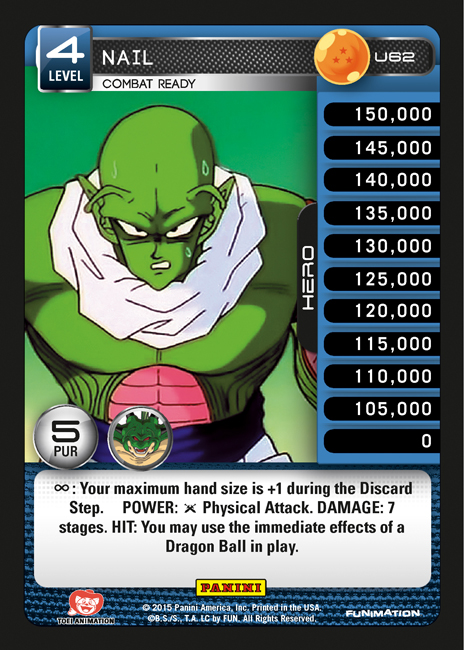 4
LEVEL
NAIL
U62
COMBAT READY
150,000
145,000
140,000
135,000
130,000
125,000
120,000
115,000
110,000
105,000
0
HERO
5
PUR
∞: Your maximum hand size is +1 during the Discard
Step. POWER: Physical Attack. DAMAGE: 7
stages. HIT: You may use the immediate effects of a
Dragon Ball in play.
PANINI
© 2015 Panini America, Inc. Printed in the USA.
©B.S./S., T.A. LC by FUN. All Rights Reserved.
TOEI ANIMATION
FUNIMATION